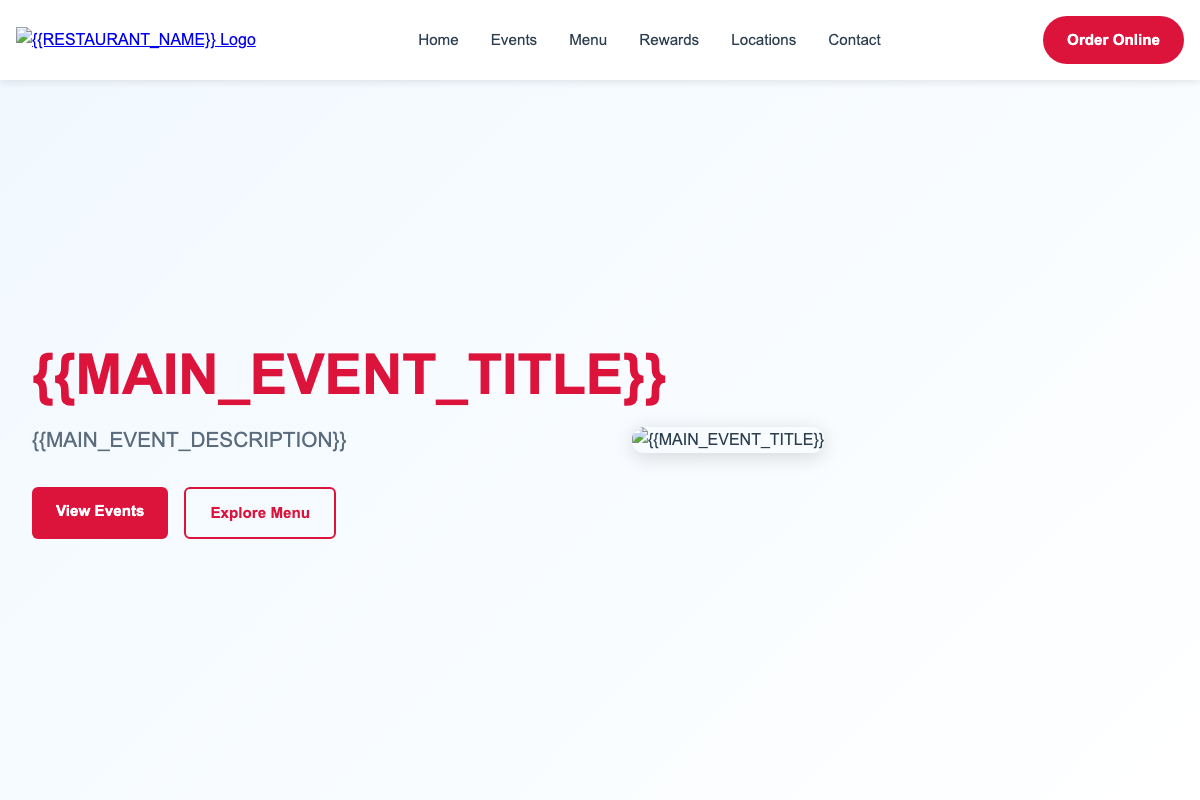 {{RESTAURANT_NAME}} Logo
Home Events Menu Rewards Locations Contact
Order Online
{{MAIN_EVENT_TITLE}}
{{MAIN_EVENT_DESCRIPTION}}
{{MAIN_EVENT_TITLE}}
View Events
Explore Menu